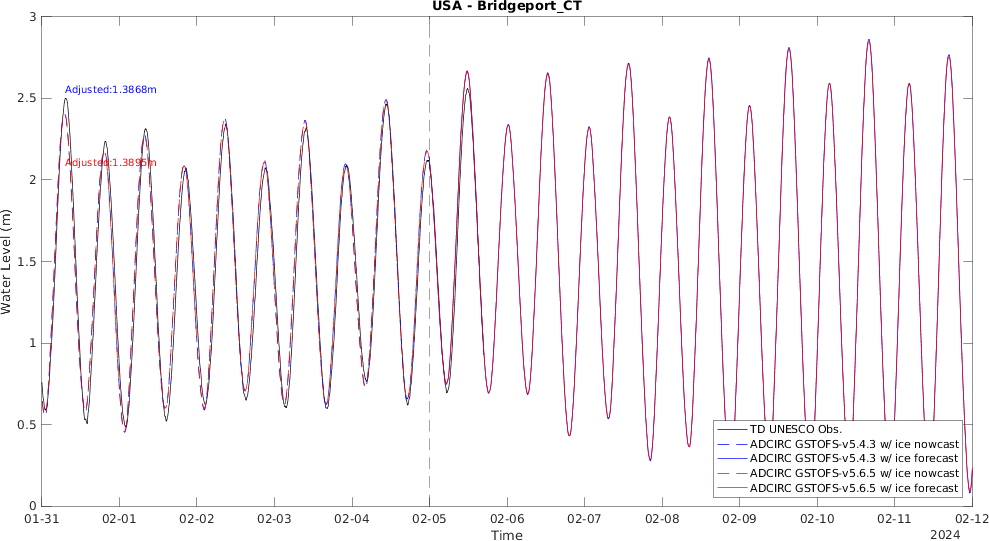 USA - Bridgeport_CT
3
2.5
2
1.5
1
0.5
0
Water Level (m)
Adjusted:1.3868m
Adjusted:1.3895m
TD UNESCO Obs.
ADCIRC GSTOFS-v5.4.3 w/ ice nowcast
ADCIRC GSTOFS-v5.4.3 w/ ice forecast
ADCIRC GSTOFS-v5.6.5 w/ ice nowcast
ADCIRC GSTOFS-v5.6.5 w/ ice forecast
01-31 02-01 02-02 02-03 02-04 02-05 02-06 02-07 02-08 02-09 02-10 02-11 02-12
Time
2024